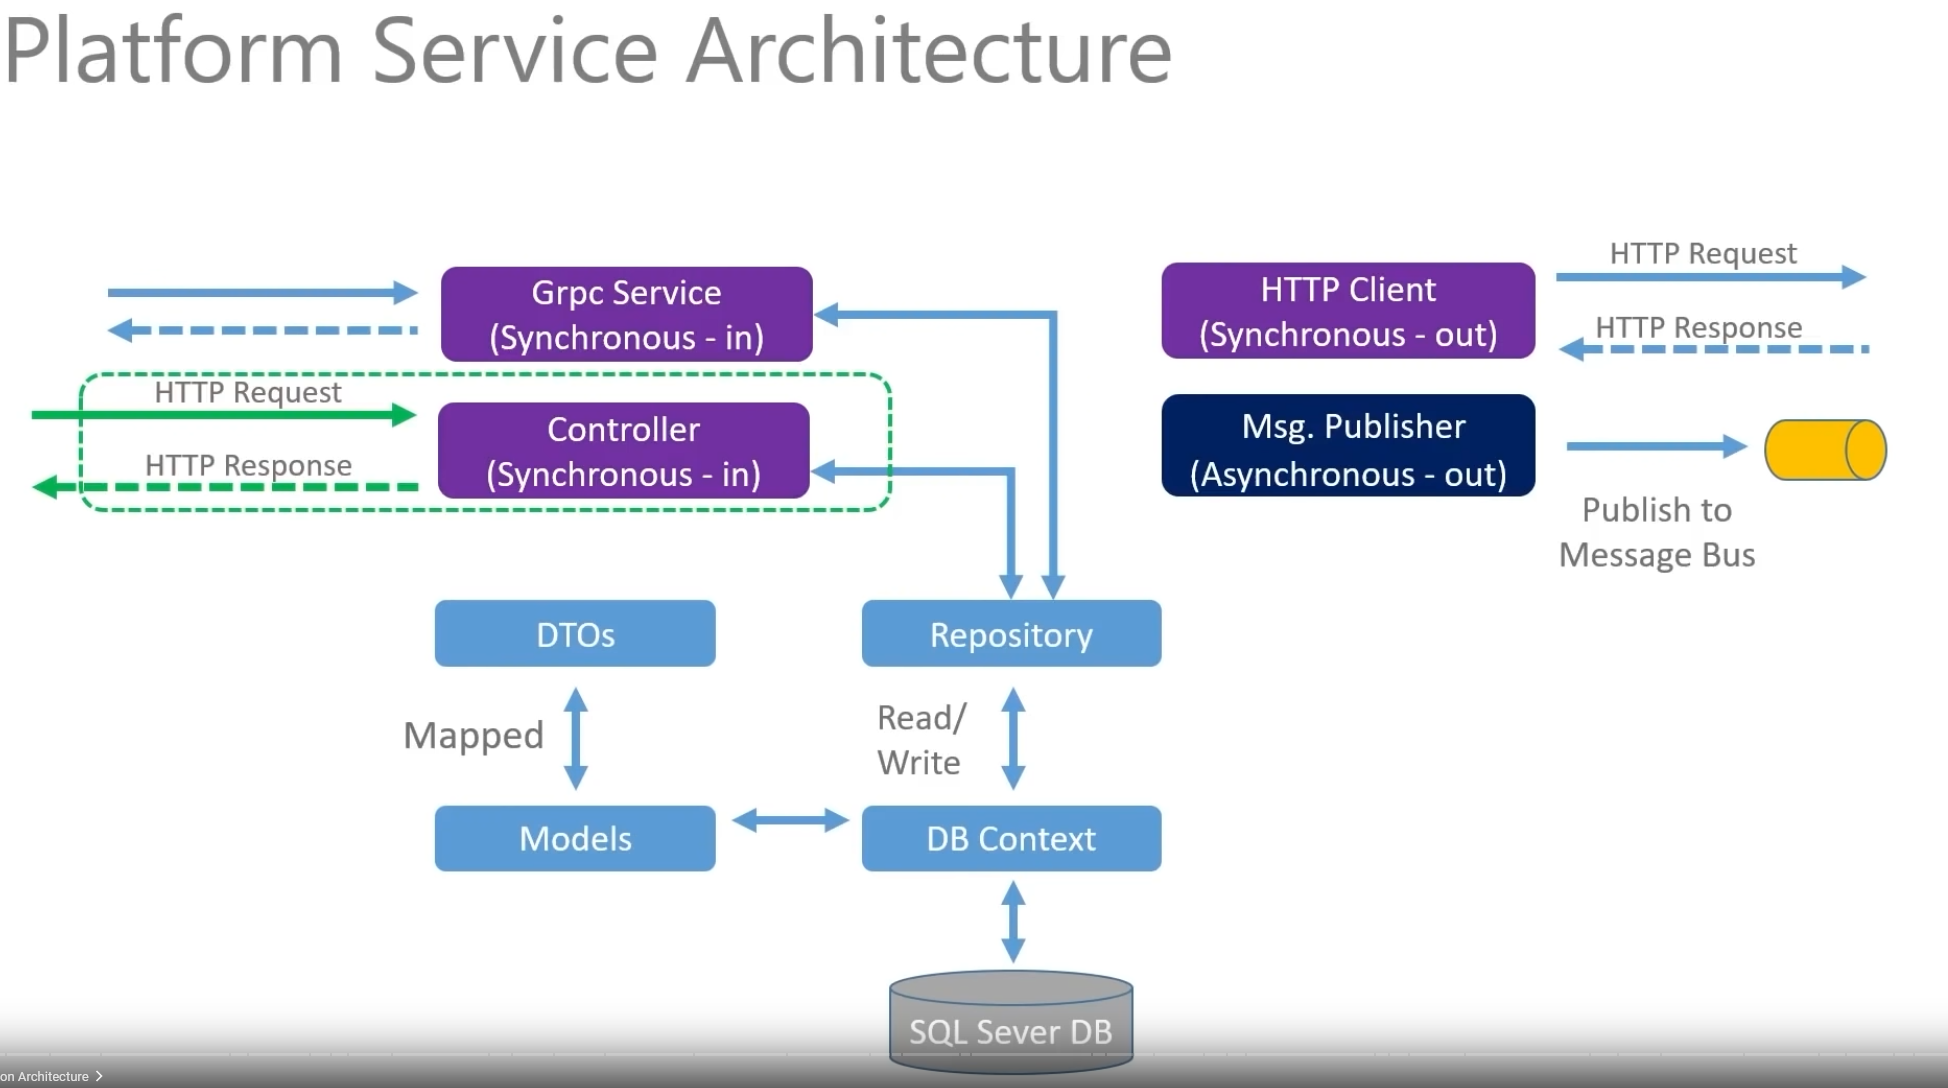 Platform Service Architecture
Grpc Service
(Synchronous - in)
HTTP Request
HTTP Response
Controller
(Synchronous - in)
HTTP Client
(Synchronous - out)
HTTP Request
HTTP Response
Msg. Publisher
(Asynchronous - out)
Publish to
Message Bus
DTOs
Repository
Mapped
Read/
Write
Models
DB Context
SQL Sever DB
on Architecture